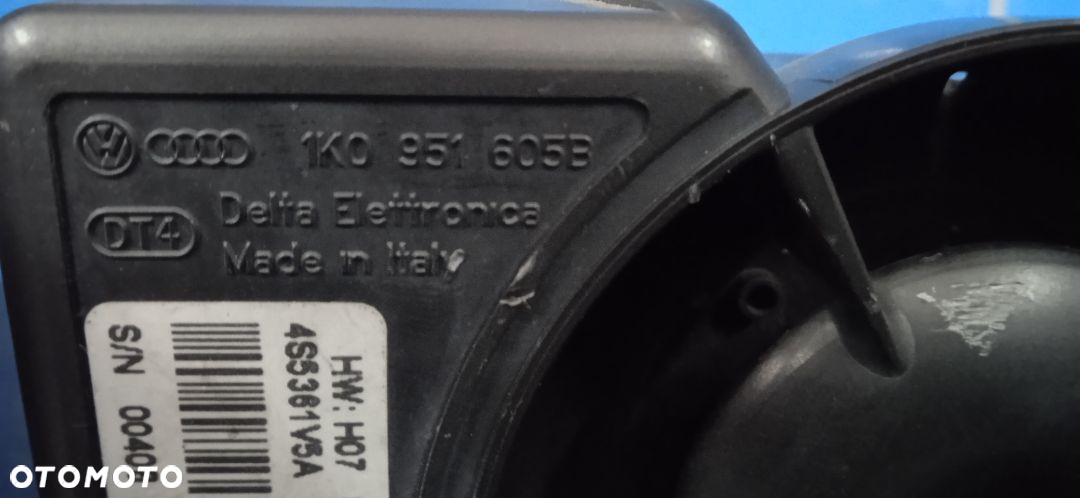 1K0 951 605B
DT4
Delta Elettronica
Made in Italy
HW: H07
4S5361V5A
S/N 0040
OTOMOTO